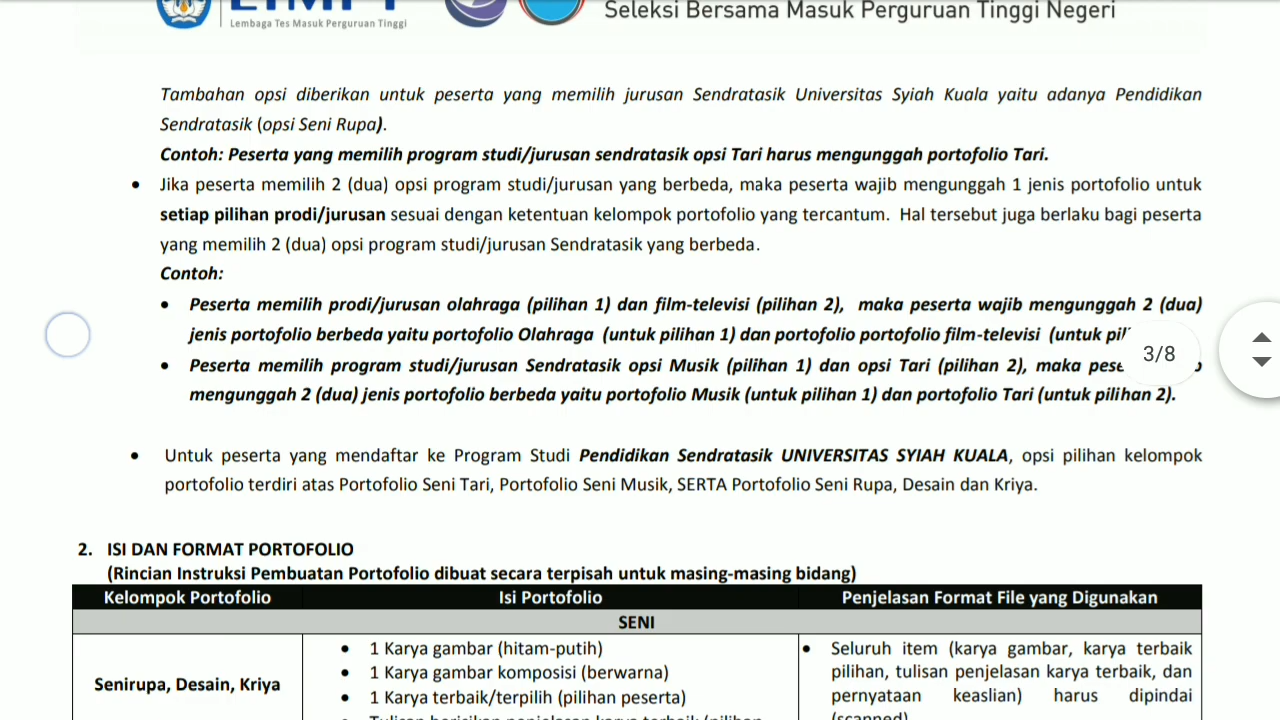 Lembaga Tes Masuk Perguruan Tinggi
Seleksi Bersama Masuk Perguruan Tinggi Negeri
Tambahan opsi diberikan untuk peserta yang memilih jurusan Sendratasik Universitas Syiah Kuala yaitu adanya Pendidikan
Sendratasik (opsi Seni Rupa).
Contoh: Peserta yang memilih program studi/jurusan sendratasik opsi Tari harus mengunggah portofolio Tari.
• Jika peserta memilih 2 (dua) opsi program studi/jurusan yang berbeda, maka peserta wajib mengunggah 1 jenis portofolio untuk
setiap pilihan prodi/jurusan sesuai dengan ketentuan kelompok portofolio yang tercantum. Hal tersebut juga berlaku bagi peserta
yang memilih 2 (dua) opsi program studi/jurusan Sendratasik yang berbeda.
Contoh:
• Peserta memilih prodi/jurusan olahraga (pilihan 1) dan film-televisi (pilihan 2), maka peserta wajib mengunggah 2 (dua)
jenis portofolio berbeda yaitu portofolio Olahraga (untuk pilihan 1) dan portofolio portofolio film-televisi (untuk
3/8
• Peserta memilih program studi/jurusan Sendratasik opsi Musik (pilihan 1) dan opsi Tari (pilihan 2), maka
mengunggah 2 (dua) jenis portofolio berbeda yaitu portofolio Musik (untuk pilihan 1) dan portofolio Tari (untuk pilihan 2).
• Untuk peserta yang mendaftar ke Program Studi Pendidikan Sendratasik UNIVERSITAS SYIAH KUALA, opsi pilihan kelompok
portofolio terdiri atas Portofolio Seni Tari, Portofolio Seni Musik, SERTA Portofolio Seni Rupa, Desain dan Kriya.
2. ISI DAN FORMAT PORTOFOLIO
(Rincian Instruksi Pembuatan Portofolio dibuat secara terpisah untuk masing-masing bidang)
Kelompok Portofolio Isi Portofolio Penjelasan Format File yang Digunakan
SENI
Senirupa, Desain, Kriya
• 1 Karya gambar (hitam-putih)
• 1 Karya gambar komposisi (berwarna)
• 1 Karya terbaik/terpilih (pilihan peserta)
• Seluruh item (karya gambar, karya terbaik
pilihan, tulisan penjelasan karya terbaik, dan
pernyataan keaslian) harus dipindai